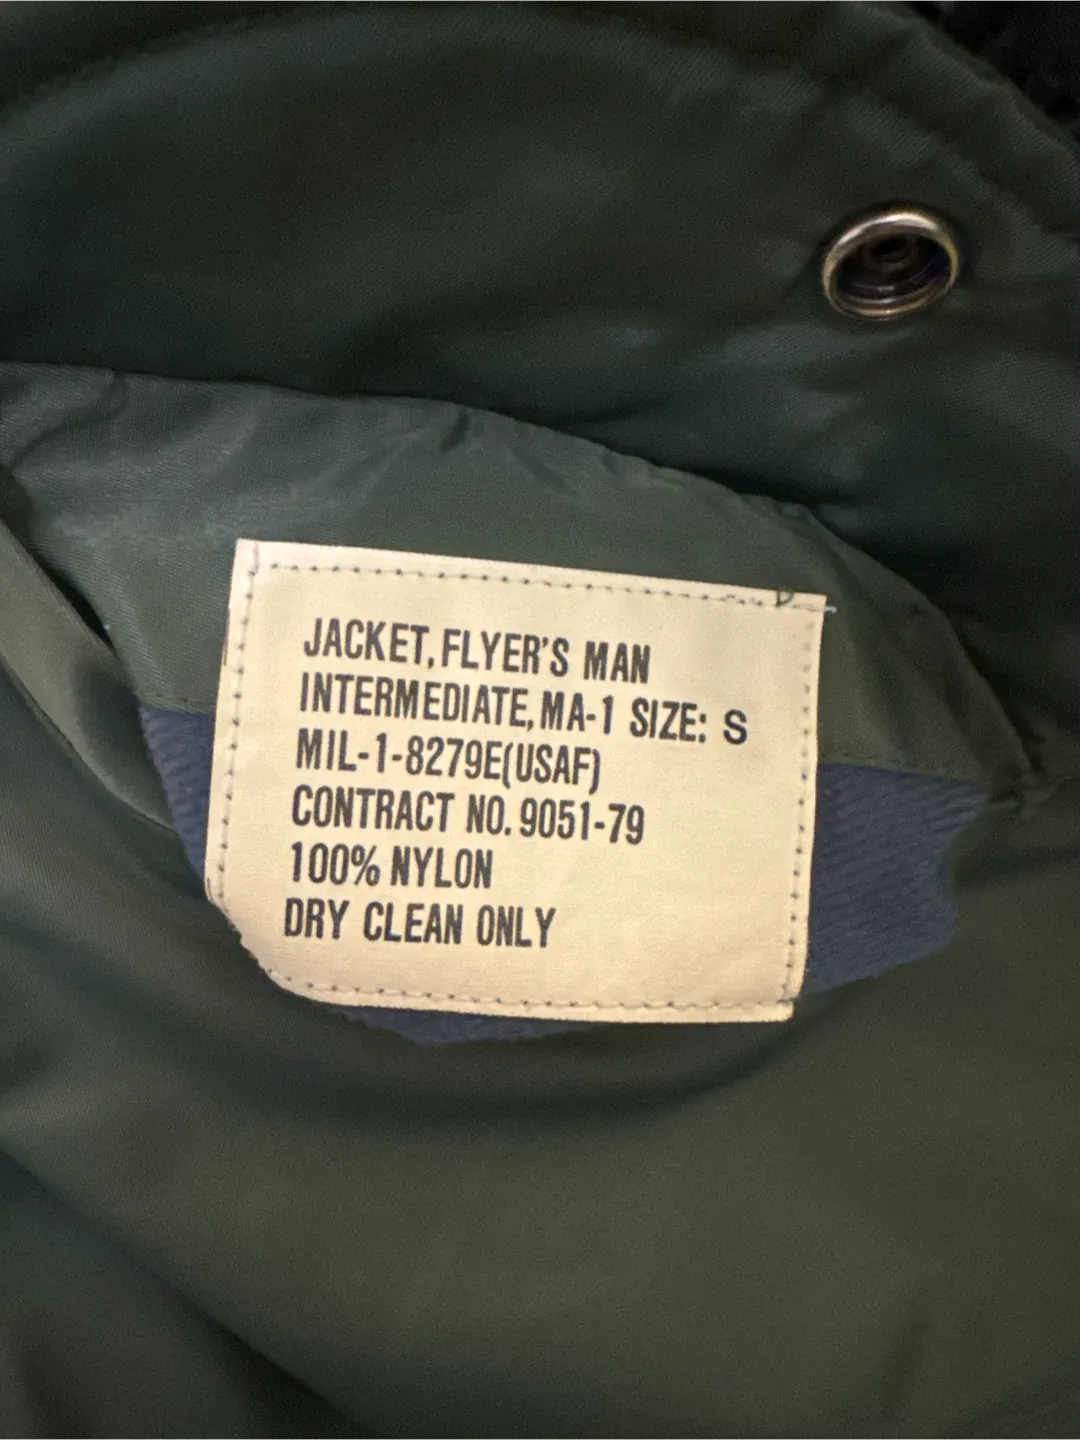 JACKET, FLYER'S MAN
INTERMEDIATE, MA-1 SIZE: S
MIL-1-8279E(USAF)
CONTRACT NO. 9051-79
100% NYLON
DRY CLEAN ONLY